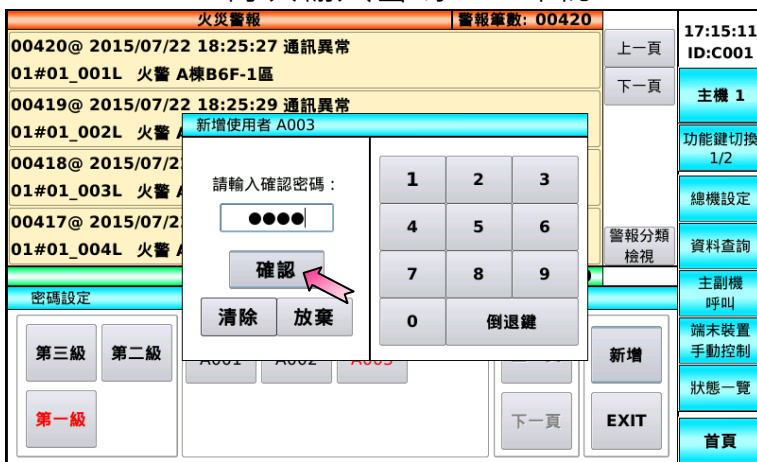 火災警報
警報筆數: 00420
17:15:11
ID:C001
00420@ 2015/07/22 18:25:27 通訊異常
01#01_001L 火警 A棟B6F-1區
00419@ 2015/07/22 18:25:29 通訊異常
01#01_002L 火警
00418@ 2015/07/2
01#01_003L 火警
00417@ 2015/07/2
01#01_004L 火警
上一頁
下一頁
警報分類
檢視
新增使用者 A003
請輸入確認密碼：
●●●●
確認
清除 放棄
1 2 3
4 5 6
7 8 9
0 倒退鍵
密碼設定
第三級 第二級
第一級
A001 A002 A003
新增
下一頁
EXIT
主機 1
功能鍵切換
1/2
總機設定
資料查詢
主副機
呼叫
端末裝置
手動控制
狀態一覽
首頁